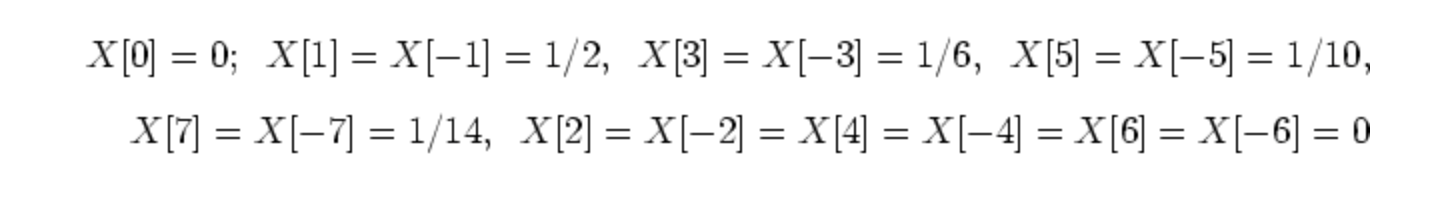 X[0] = 0; X[1] = X[−1] = 1/2, X[3] = X[−3] = 1/6, X[5] = X[−5] = 1/10,
X[7] = X[−7] = 1/14, X[2] = X[−2] = X[4] = X[−4] = X[6] = X[−6] = 0